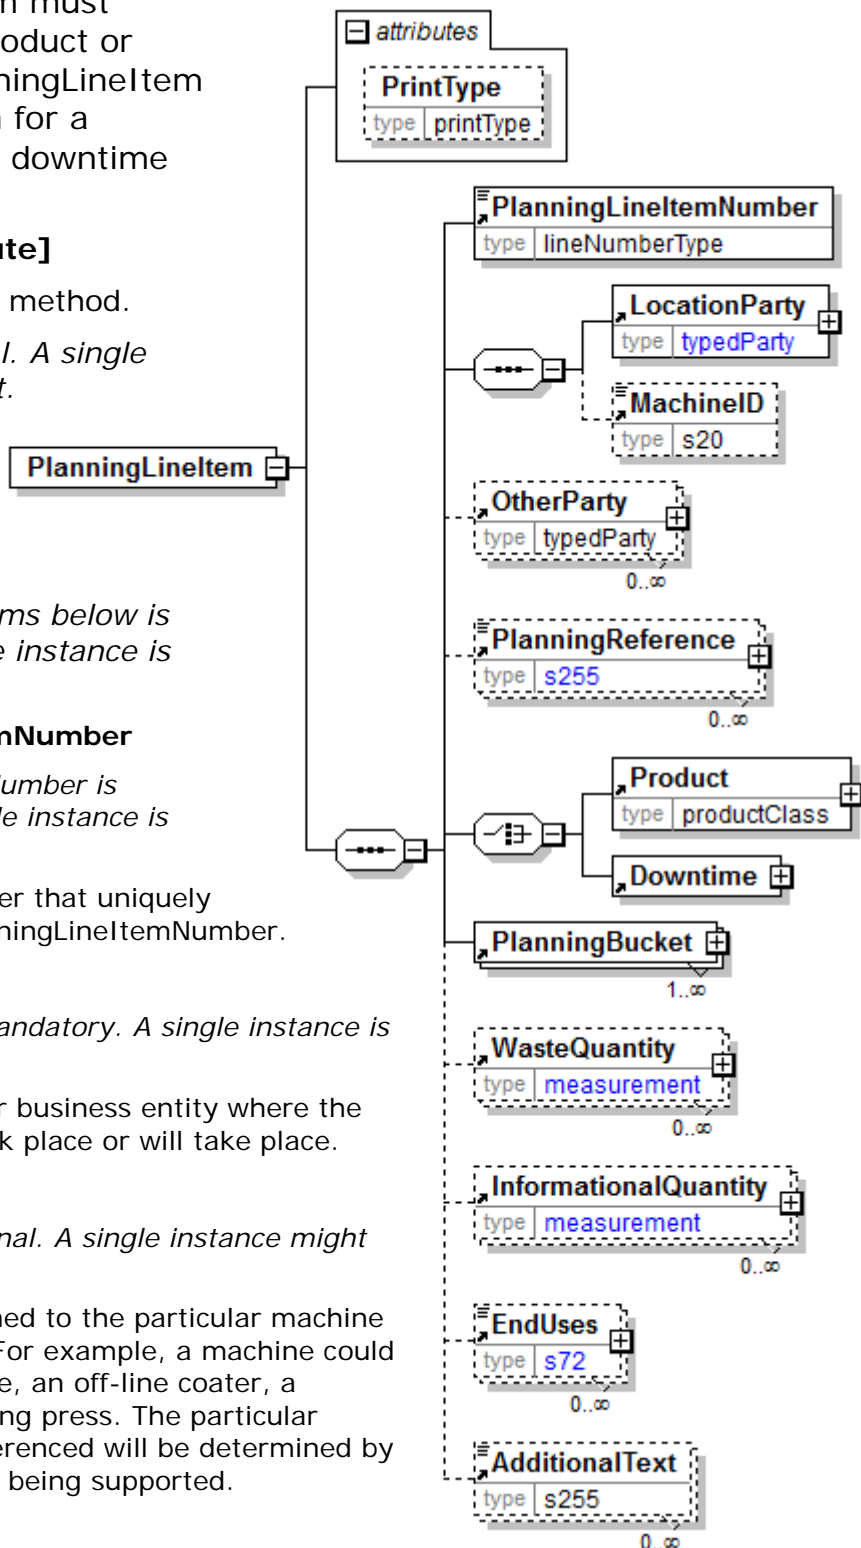 must
oduct or
ningLineItem
for a
downtime
ute]
method.
l. A single
t.
ms below is
e instance is
mNumber
Number is
le instance is
er that uniquely
ningLineItemNumber.
andatory. A single instance is
r business entity where the
k place or will take place.
nal. A single instance might
ned to the particular machine
For example, a machine could
e, an off-line coater, a
ng press. The particular
erenced will be determined by
being supported.
attributes
PrintType
type printType
PlanningLineItem
PlanningLineItemNumber
type lineNumberType
LocationParty
type typedParty
MachineID
type s20
OtherParty
type typedParty
0..∞
PlanningReference
type s255
0..∞
Product
type productClass
Downtime
PlanningBucket
1..∞
WasteQuantity
type measurement
0..∞
InformationalQuantity
type measurement
0..∞
EndUses
type s72
0..∞
AdditionalText
type s255
0..∞